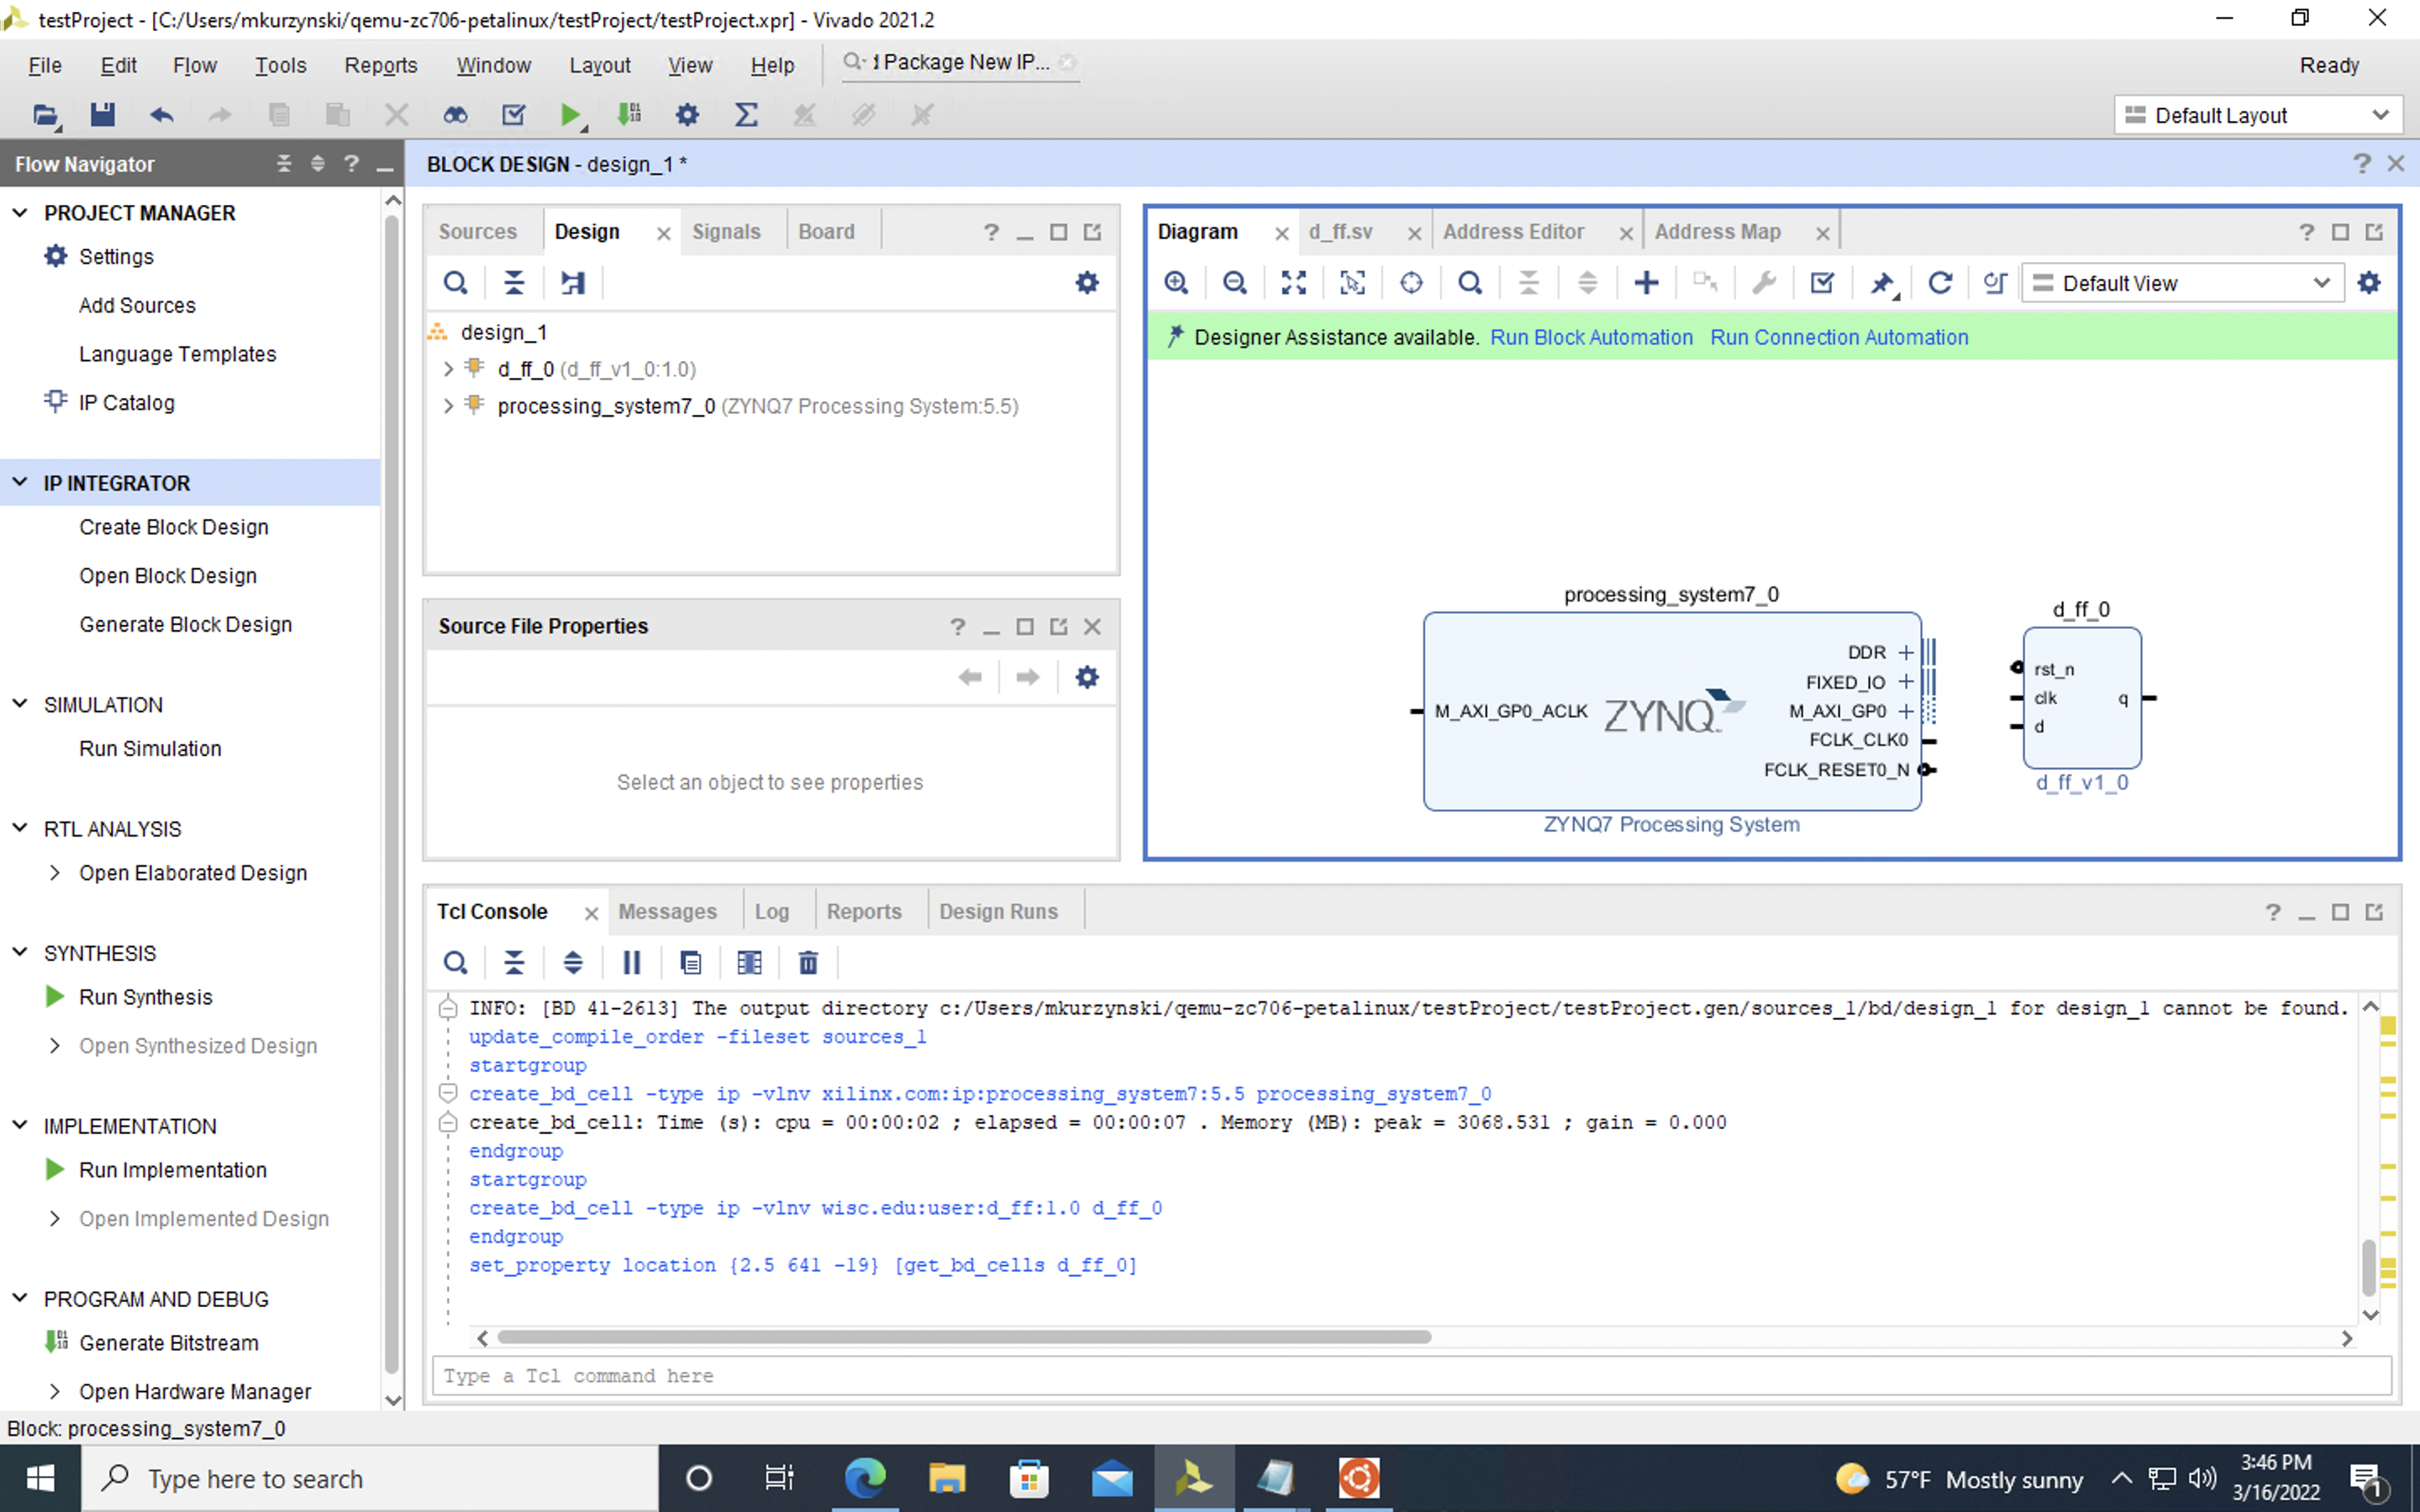 testProject - [C:/Users/mkurzynski/qemu-zc706-petalinux/testProject/testProject.xpr] - Vivado 2021.2
File Edit Flow Tools Reports Window Layout View Help Package New IP... Ready
Default Layout
Flow Navigator
PROJECT MANAGER
Settings
Add Sources
Language Templates
IP Catalog
IP INTEGRATOR
Create Block Design
Open Block Design
Generate Block Design
SIMULATION
Run Simulation
RTL ANALYSIS
Open Elaborated Design
SYNTHESIS
Run Synthesis
Open Synthesized Design
IMPLEMENTATION
Run Implementation
Open Implemented Design
PROGRAM AND DEBUG
Generate Bitstream
Open Hardware Manager
BLOCK DESIGN - design_1 *
Sources Design Signals Board
design_1
d_ff_0 (d_ff_v1_0:1.0)
processing_system7_0 (ZYNQ7 Processing System:5.5)
Source File Properties
Select an object to see properties
Diagram d_ff.sv Address Editor Address Map
Default View
Designer Assistance available. Run Block Automation Run Connection Automation
processing_system7_0
M_AXI_GP0_ACLK
ZYNQ
DDR
FIXED_IO
M_AXI_GP0
FCLK_CLK0
FCLK_RESET0_N
ZYNQ7 Processing System
d_ff_0
rst_n
clk
d
q
d_ff_v1_0
Tcl Console Messages Log Reports Design Runs
INFO: [BD 41-2613] The output directory c:/Users/mkurzynski/qemu-zc706-petalinux/testProject/testProject.gen/sources_1/bd/design_1 for design_1 cannot be found.
update_compile_order -fileset sources_1
startgroup
create_bd_cell -type ip -vlnv xilinx.com:ip:processing_system7:5.5 processing_system7_0
create_bd_cell: Time (s): cpu = 00:00:02 ; elapsed = 00:00:07 . Memory (MB): peak = 3068.531 ; gain = 0.000
endgroup
startgroup
create_bd_cell -type ip -vlnv wisc.edu:user:d_ff:1.0 d_ff_0
endgroup
set_property location {2.5 641 -19} [get_bd_cells d_ff_0]
Type a Tcl command here
Block: processing_system7_0
Type here to search
57°F Mostly sunny
3:46 PM
3/16/2022
1